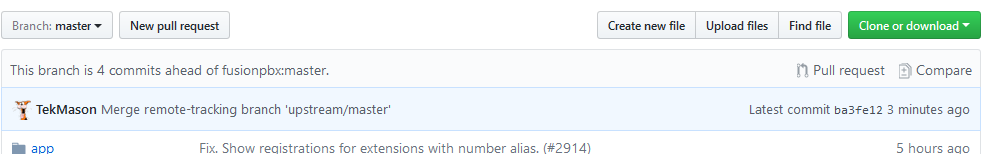 Branch: master New pull request Create new file Upload files Find file Clone or download
This branch is 4 commits ahead of fusionpbx:master. Pull request Compare
TekMason Merge remote-tracking branch 'upstream/master' Latest commit ba3fe12 3 minutes ago
app Fix. Show registrations for extensions with number alias. (#2914) 5 hours ago